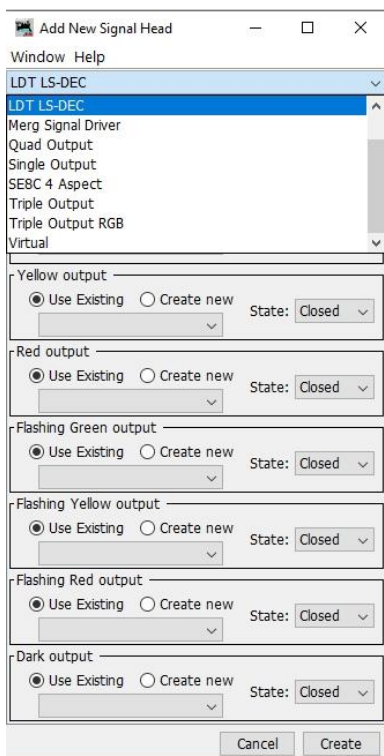 Add New Signal Head
Window Help
LDT LS-DEC
LDT LS-DEC
Merg Signal Driver
Quad Output
Single Output
SE8C 4 Aspect
Triple Output
Triple Output RGB
Virtual
Yellow output
Use Existing Create new
State: Closed
Red output
Use Existing Create new
State: Closed
Flashing Green output
Use Existing Create new
State: Closed
Flashing Yellow output
Use Existing Create new
State: Closed
Flashing Red output
Use Existing Create new
State: Closed
Dark output
Use Existing Create new
State: Closed
Cancel Create